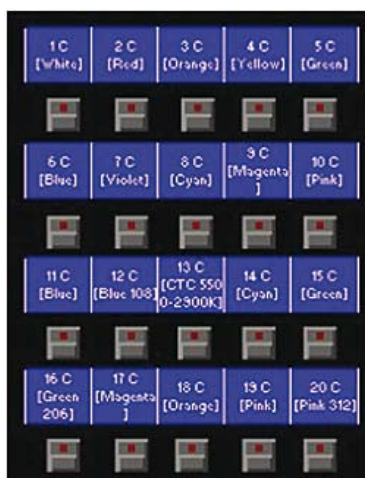 1 C 2 C 3 C 4 C 5 C
[White] [Red] [Orange] [Yellow] [Green]
6 C 7 C 8 C 9 C 10 C
[Blue] [Violet] [Cyan] [Magenta [Pink]
]
11 C 12 C 13 C 14 C 15 C
[Blue] [Blue 108] [CTC 550 [Cyan] [Green]
0-2900K]
16 C 17 C 18 C 19 C 20 C
[Green [Magenta [Orange] [Pink] [Pink 312]
206] ]